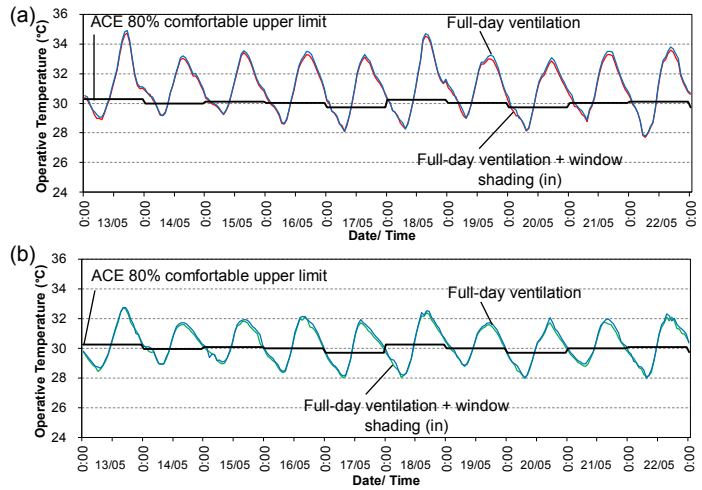 (a)
ACE 80% comfortable upper limit
Full-day ventilation
Operative Temperature (°C)
36
34
32
30
28
26
24
Full-day ventilation + window
shading (in)
0:00 0:00 0:00 0:00 0:00 0:00 0:00 0:00 0:00 0:00 0:00
13/05 14/05 15/05 16/05 17/05 18/05 19/05 20/05 21/05 22/05
Date/ Time
(b)
ACE 80% comfortable upper limit
Full-day ventilation
Operative Temperature (°C)
36
34
32
30
28
26
24
Full-day ventilation + window
shading (in)
0:00 0:00 0:00 0:00 0:00 0:00 0:00 0:00 0:00 0:00 0:00
13/05 14/05 15/05 16/05 17/05 18/05 19/05 20/05 21/05 22/05
Date/ Time